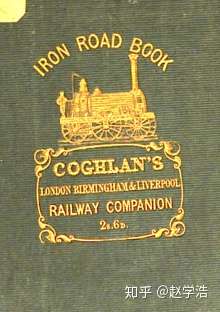 IRON ROAD BOOK
COGHLAN'S
LONDON BIRMINGHAM & LIVERPOOL
RAILWAY COMPANION
2s.6D.
知乎 @赵学浩